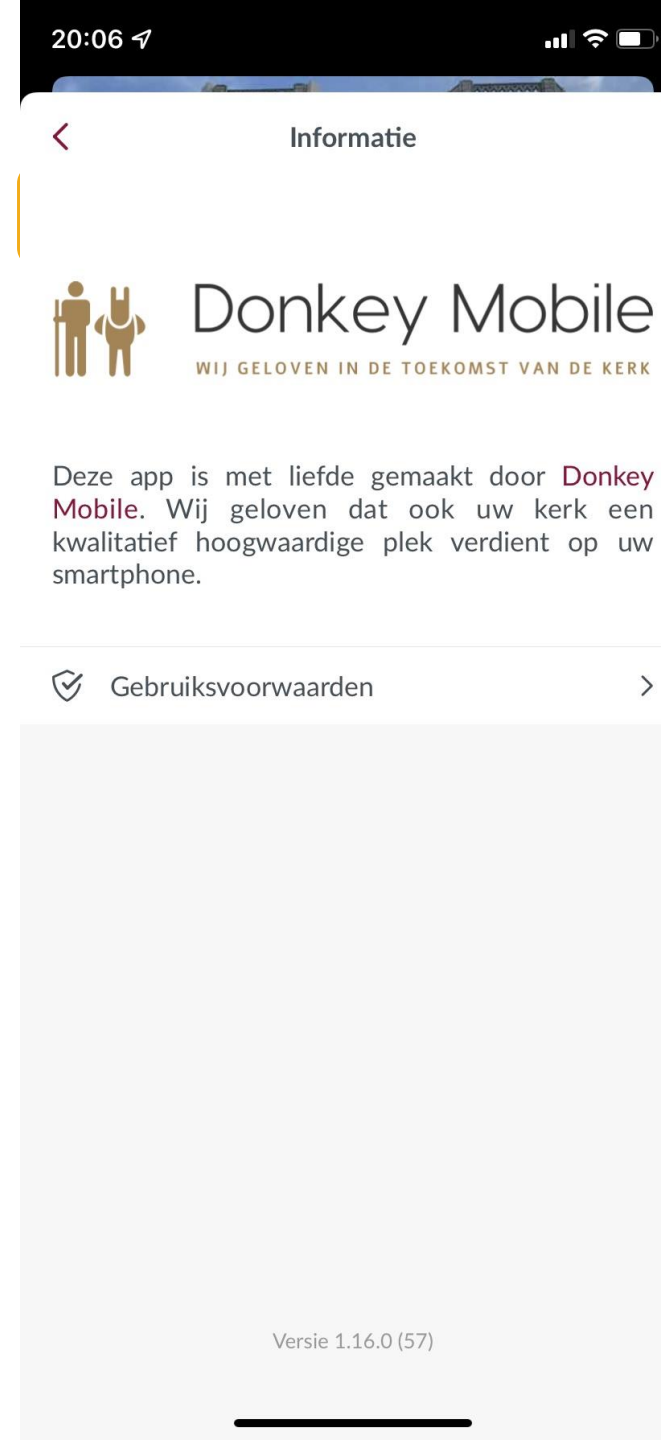 20:06
Informatie
Donkey Mobile
WIJ GELOVEN IN DE TOEKOMST VAN DE KERK
Deze app is met liefde gemaakt door Donkey
Mobile. Wij geloven dat ook uw kerk een
kwalitatief hoogwaardige plek verdient op uw
smartphone.
Gebruiksvoorwaarden
Versie 1.16.0 (57)